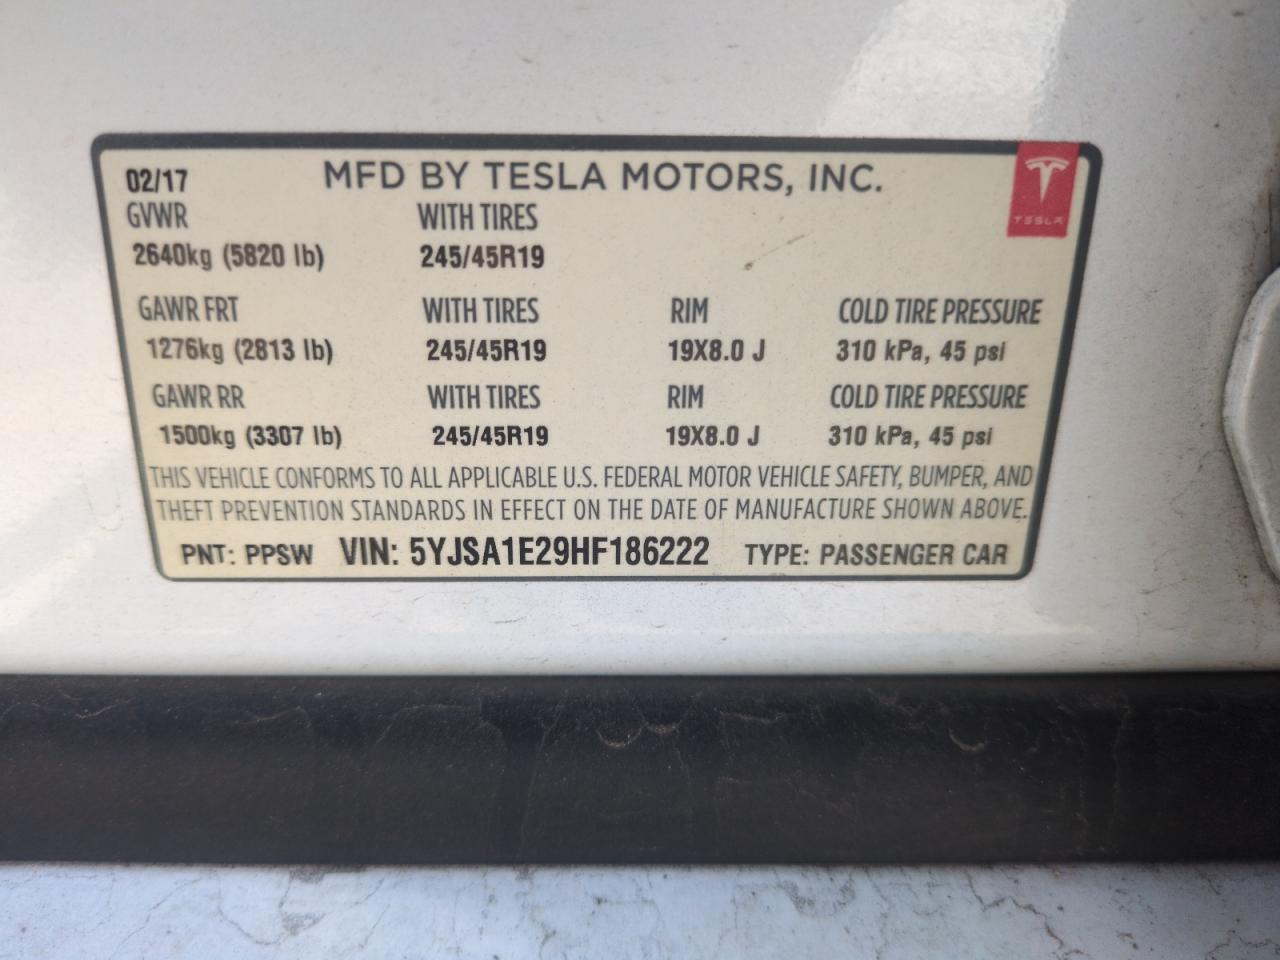 02/17 MFD BY TESLA MOTORS, INC.
TESLA
GVWR WITH TIRES
2640kg (5820 lb) 245/45R19
GAWR FRT WITH TIRES RIM COLD TIRE PRESSURE
1276kg (2813 lb) 245/45R19 19X8.0 J 310 kPa, 45 psi
GAWR RR WITH TIRES RIM COLD TIRE PRESSURE
1500kg (3307 lb) 245/45R19 19X8.0 J 310 kPa, 45 psi
THIS VEHICLE CONFORMS TO ALL APPLICABLE U.S. FEDERAL MOTOR VEHICLE SAFETY, BUMPER, AND
THEFT PREVENTION STANDARDS IN EFFECT ON THE DATE OF MANUFACTURE SHOWN ABOVE.
PNT: PPSW VIN: 5YJSA1E29HF186222 TYPE: PASSENGER CAR